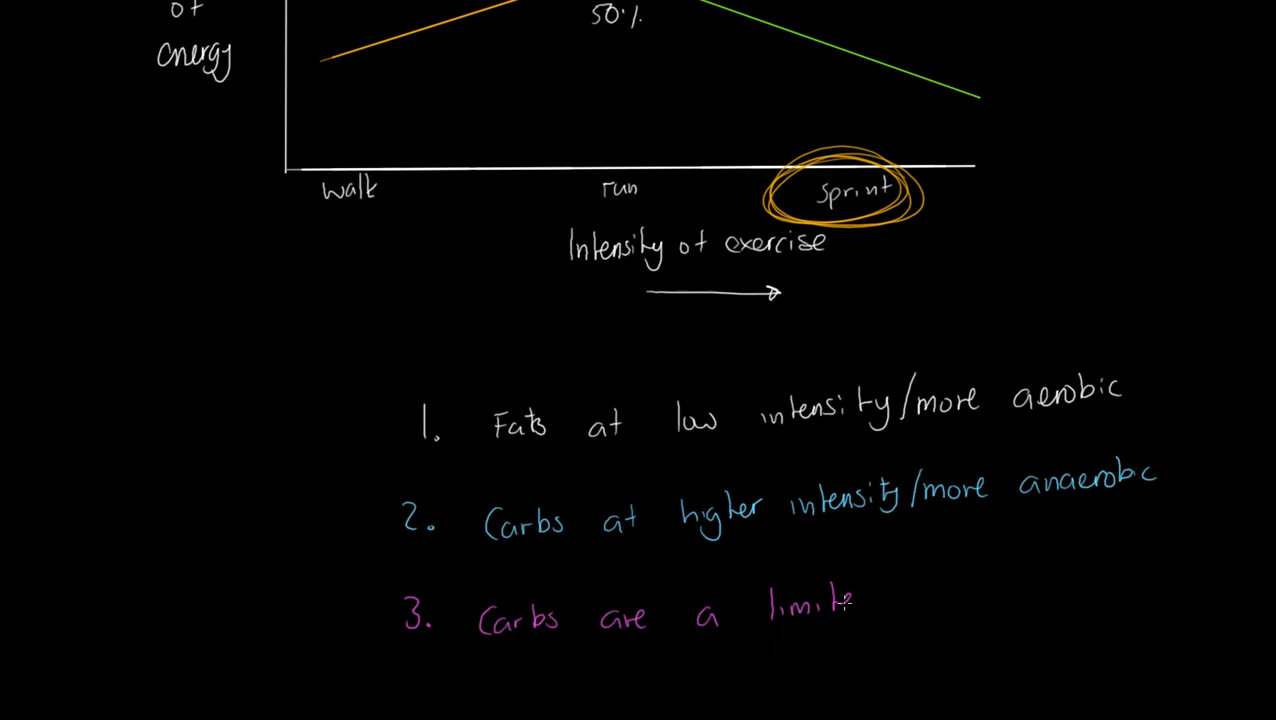 of
energy
50%
walk
run
sprint
Intensity of exercise
1. Fats at low intensity/more aerobic
2. Carbs at higher intensity/more anaerobic
3. Carbs are a limite